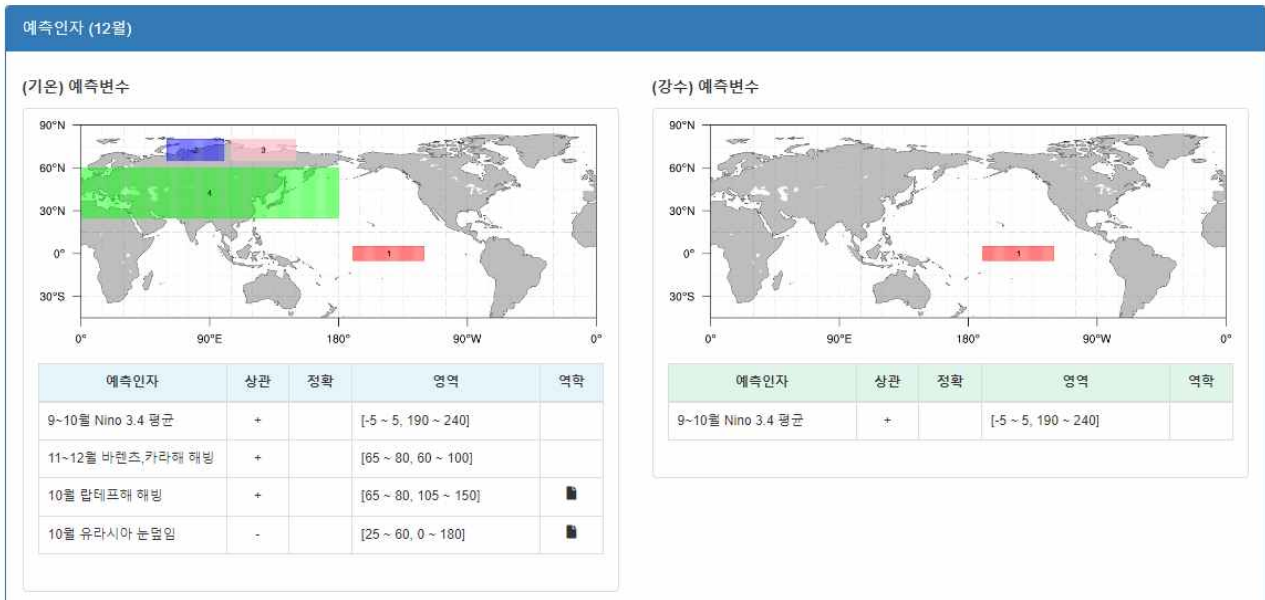 예측인자 (12월)
(기온) 예측변수
90°N
60°N
30°N
0°
30°S
0° 90°E 180° 90°W 0°
2 3
4
1
예측인자 상관 정확 영역 역학
9~10월 Nino 3.4 평균 + [-5 ~ 5, 190 ~ 240]
11~12월 바렌츠,카라해 해빙 + [65 ~ 80, 60 ~ 100]
10월 랍테프해 해빙 + [65 ~ 80, 105 ~ 150]
10월 유라시아 눈덮임 - [25 ~ 60, 0 ~ 180]
(강수) 예측변수
90°N
60°N
30°N
0°
30°S
0° 90°E 180° 90°W 0°
1
예측인자 상관 정확 영역 역학
9~10월 Nino 3.4 평균 + [-5 ~ 5, 190 ~ 240]